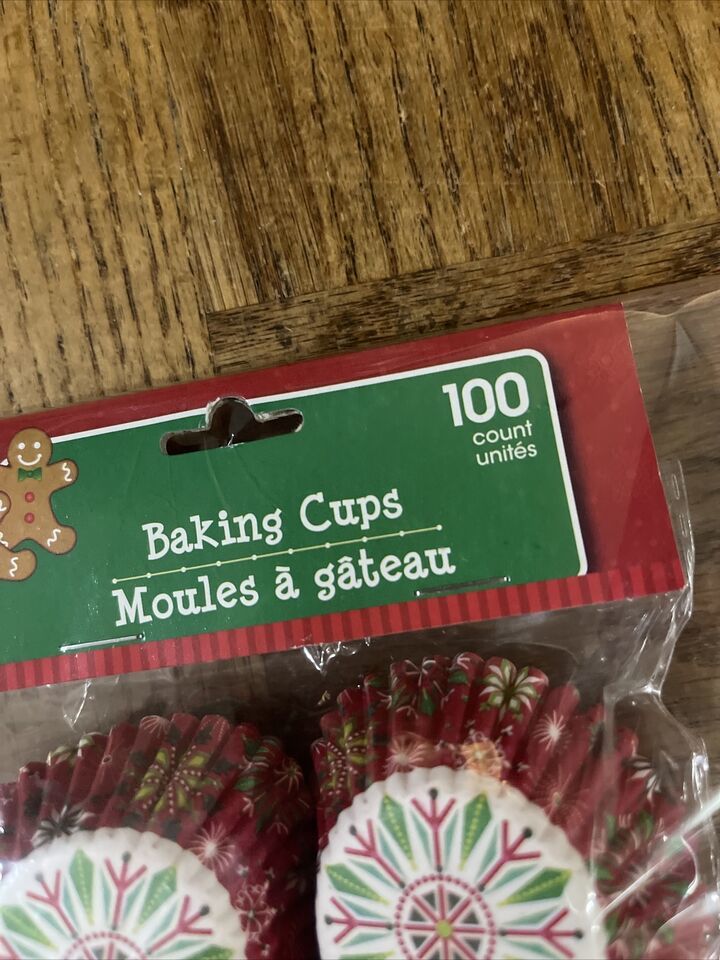 100
count
unités
Baking Cups
Moules à gâteau